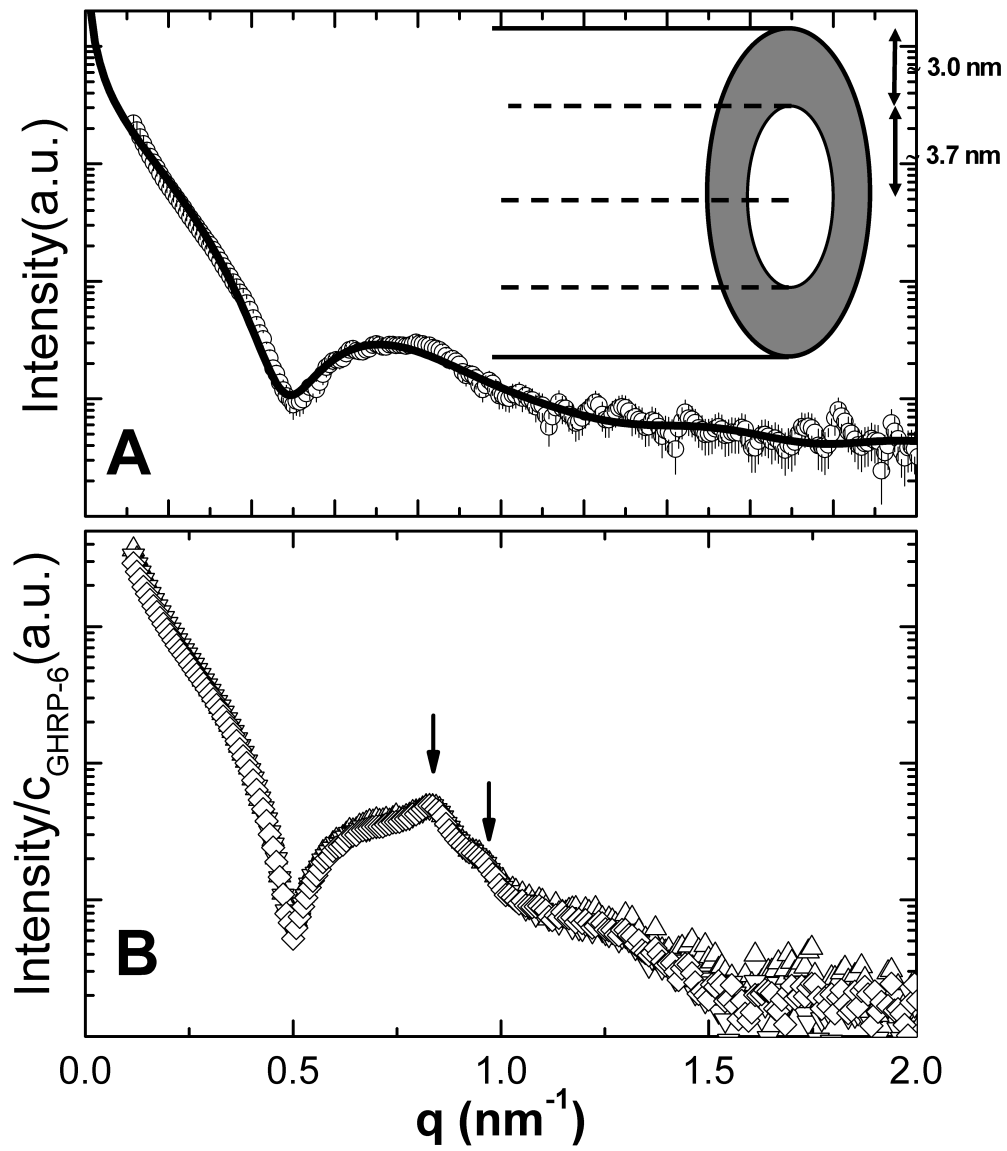 ~ 3.0 nm
~ 3.7 nm
Intensity(a.u.)
A
Intensity/c_GHRP-6(a.u.)
B
0.0 0.5 1.0 1.5 2.0
q (nm⁻¹)